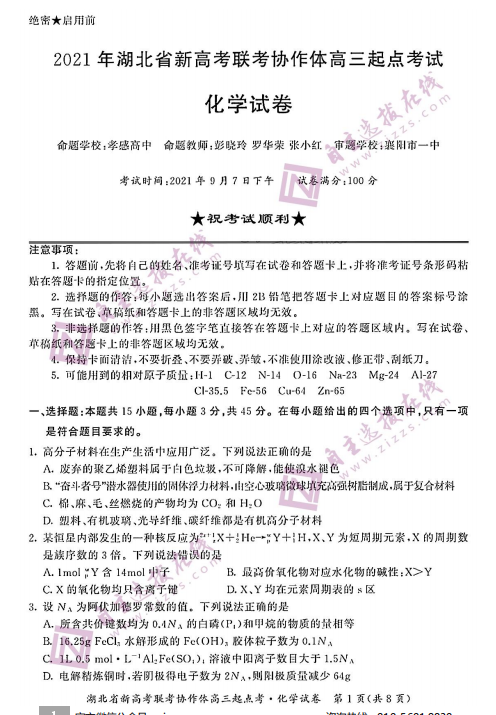 绝密★启用前
2021年湖北省新高考联考协作体高三起点考试
化学试卷
命题学校:孝感高中 命题教师:彭晓玲 罗华荣 张小红 审题学校:襄阳市一中
考试时间:2021年9月7日下午 试卷满分:100分
★祝考试顺利★
注意事项:
1. 答题前,先将自己的姓名、准考证号填写在试卷和答题卡上,并将准考证号条形码粘
贴在答题卡的指定位置。
2. 选择题的作答:每小题选出答案后,用2B铅笔把答题卡上对应题目的答案标号涂
黑。写在试卷、草稿纸和答题卡上的非答题区域均无效。
3. 非选择题的作答:用黑色签字笔直接答在答题卡上对应的答题区域内。写在试卷、
草稿纸和答题卡上的非答题区域均无效。
4. 保持卡面清洁,不要折叠、不要弄破、弄皱,不准使用涂改液、修正带、刮纸刀。
5. 可能用到的相对原子质量:H-1 C-12 N-14 O-16 Na-23 Mg-24 Al-27
Cl-35.5 Fe-56 Cu-64 Zn-65
一、选择题:本题共15小题,每小题3分,共45分。在每小题给出的四个选项中,只有一项
是符合题目要求的。
1. 高分子材料在生产生活中应用广泛。下列说法正确的是
A. 废弃的聚乙烯塑料属于白色垃圾,不可降解,能使溴水褪色
B. “奋斗者号”潜水器使用的固体浮力材料,由空心玻璃微球填充高强树脂制成,属于复合材料
C. 棉、麻、毛、丝燃烧的产物均为CO₂和H₂O
D. 塑料、有机玻璃、光导纤维、碳纤维都是有机高分子材料
2. 某恒星内部发生的一种核反应为 X+ He→ Y+ H,X、Y为短周期元素,X的周期数
是族序数的3倍。下列说法错误的是
A. 1mol Y含14mol中子
B. 最高价氧化物对应水化物的碱性:X>Y
C. X的氧化物均只含离子键
D. X、Y均在元素周期表的s区
3. 设Nᴀ为阿伏加德罗常数的值。下列说法正确的是
A. 所含共价键数均为0.4Nᴀ的白磷(P₄)和甲烷的物质的量相等
B. 16.25g FeCl₃水解形成的Fe(OH)₃胶体粒子数为0.1Nᴀ
C. 1L 0.5 mol·L⁻¹Al₂Fe(SO₄)₄溶液中阳离子数目大于1.5Nᴀ
D. 电解精炼铜时,若阴极得电子数为2Nᴀ,则阳极质量减少64g
湖北省新高考联考协作体高三起点考·化学试卷 第1页(共8页)
自主选拔在线
www.zizzs.com